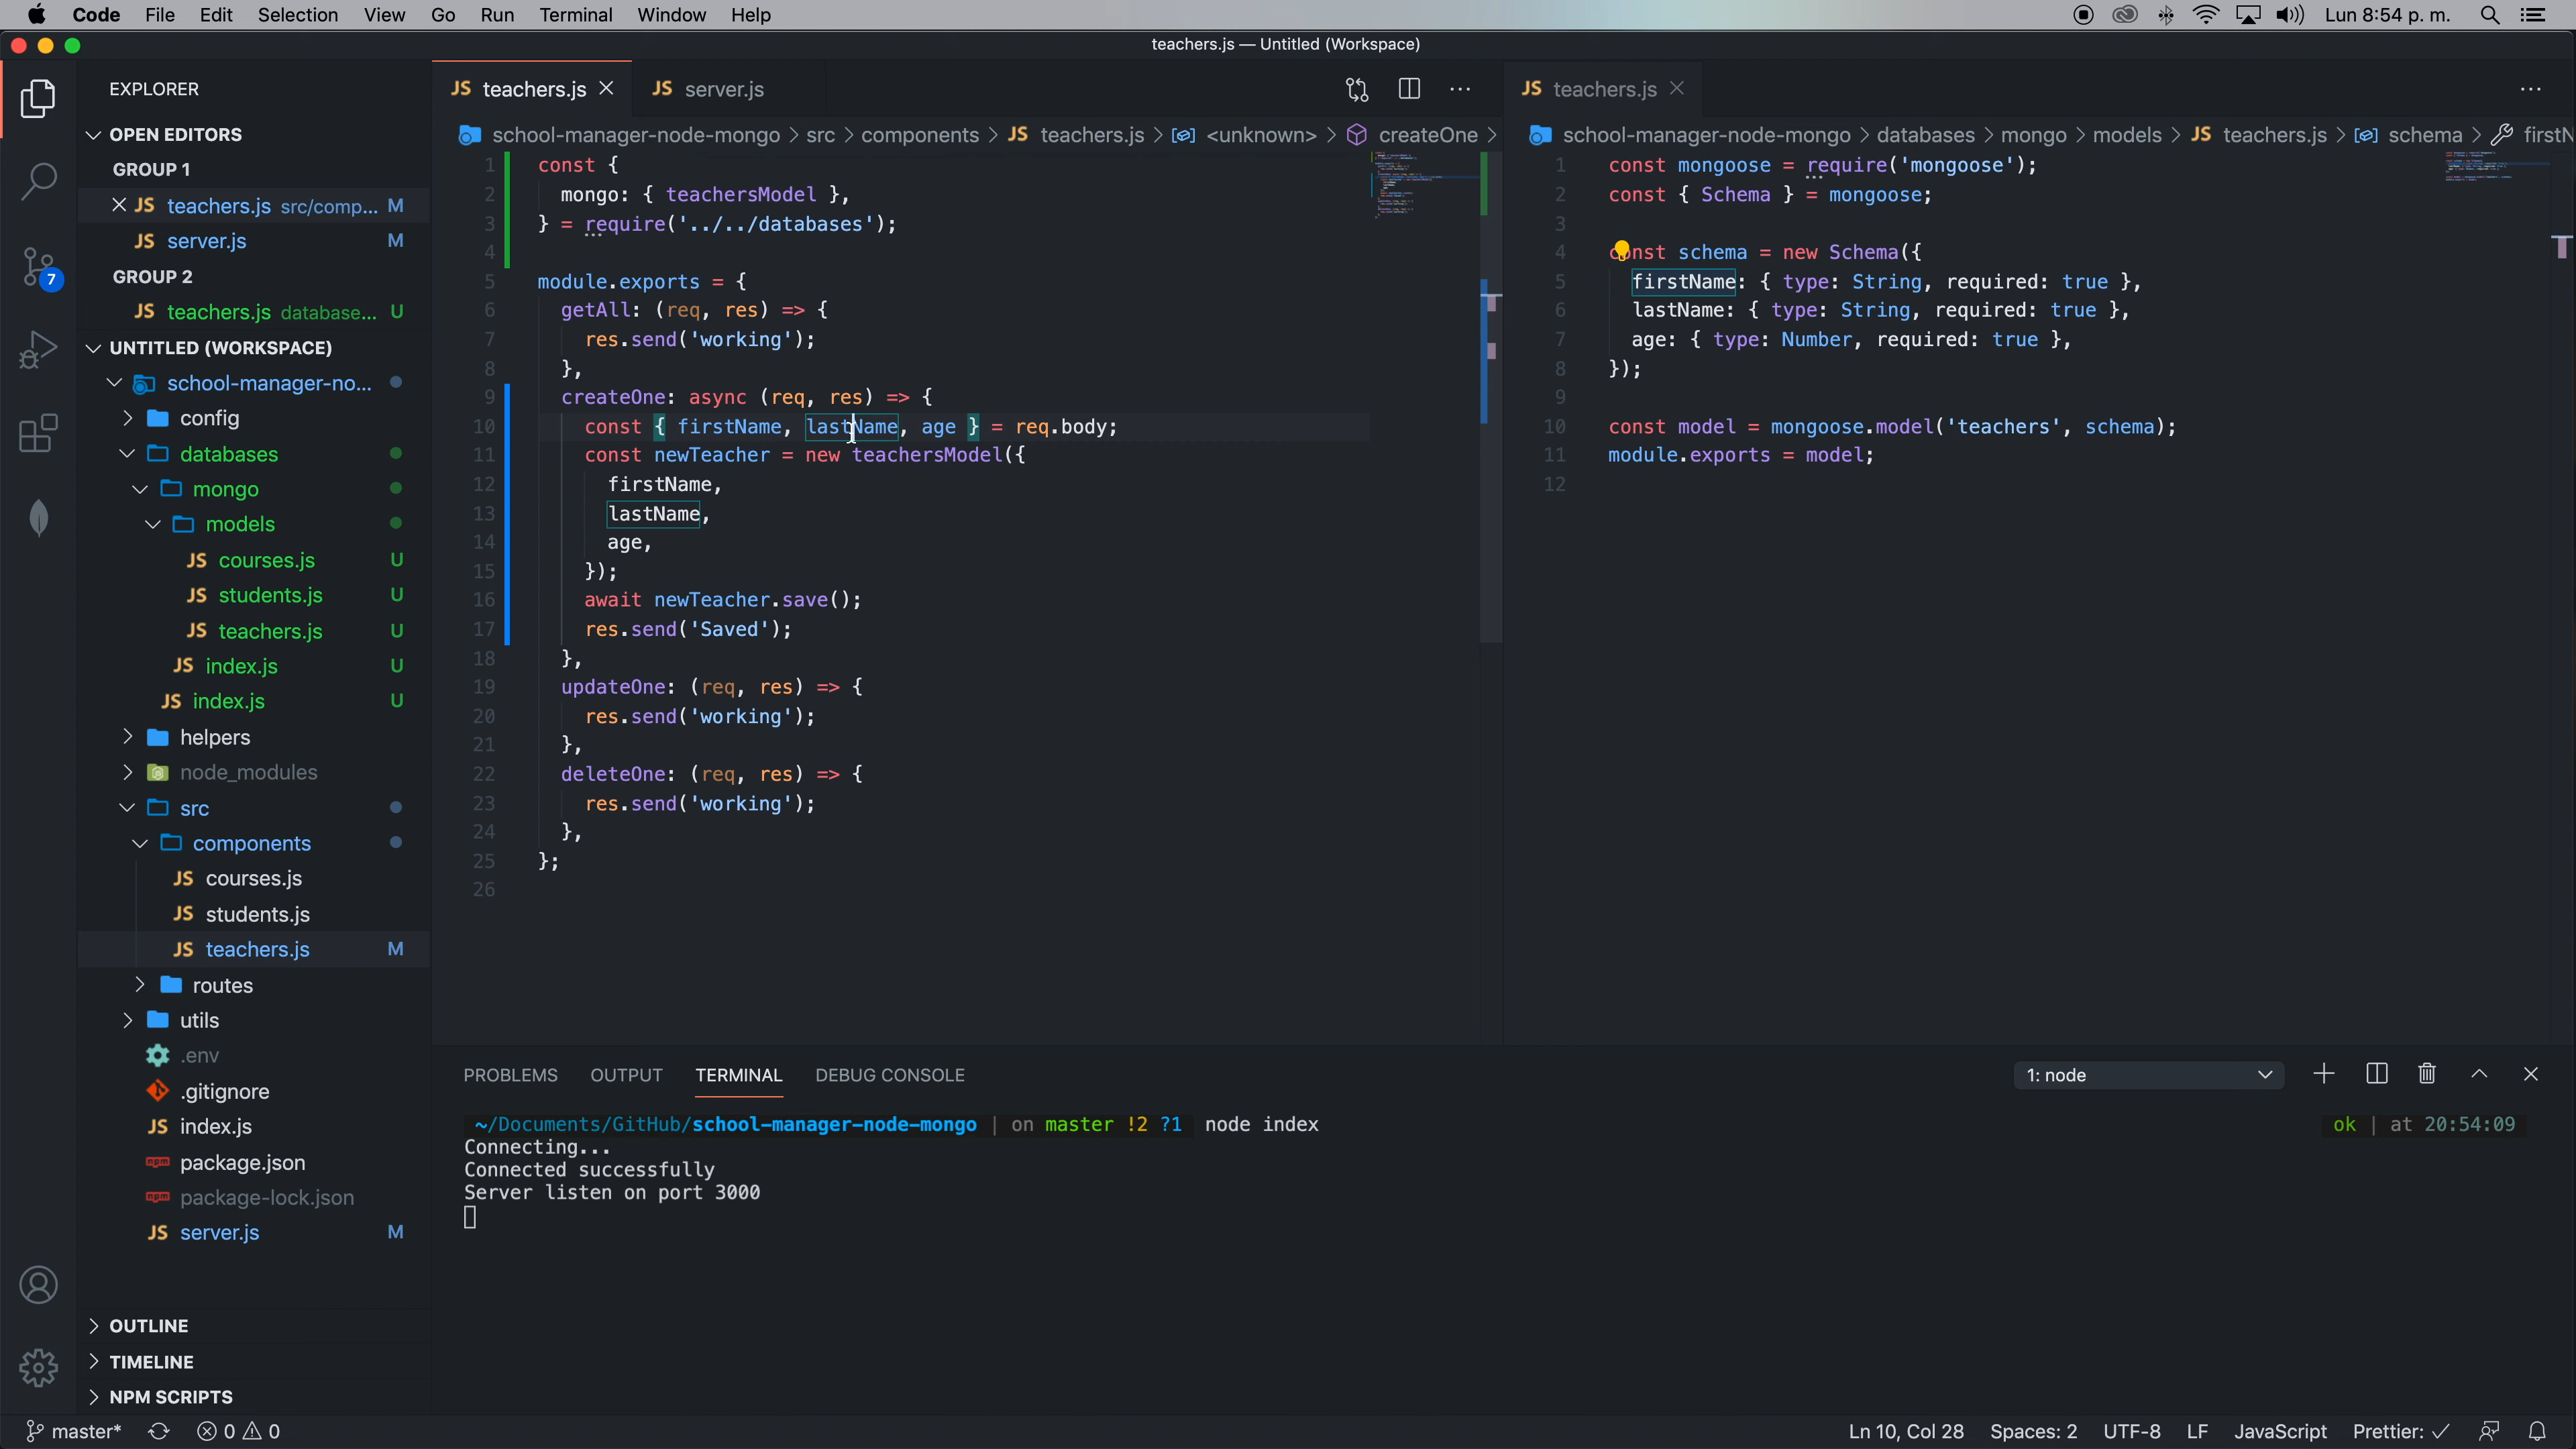 Code File Edit Selection View Go Run Terminal Window Help Lun 8:54 p. m.
teachers.js — Untitled (Workspace)
EXPLORER
OPEN EDITORS
GROUP 1
JS teachers.js src/comp... M
JS server.js M
GROUP 2
JS teachers.js database... U
UNTITLED (WORKSPACE)
school-manager-no...
config
databases
mongo
models
JS courses.js U
JS students.js U
JS teachers.js U
JS index.js U
JS index.js U
helpers
node_modules
src
components
JS courses.js
JS students.js
JS teachers.js M
routes
utils
.env
.gitignore
JS index.js
npm package.json
npm package-lock.json
JS server.js M
OUTLINE
TIMELINE
NPM SCRIPTS
7
JS teachers.js JS server.js
school-manager-node-mongo > src > components > JS teachers.js > <unknown> > createOne >
1 const {
2 mongo: { teachersModel },
3 } = require('../../databases');
4
5 module.exports = {
6 getAll: (req, res) => {
7 res.send('working');
8 },
9 createOne: async (req, res) => {
10 const { firstName, lastName, age } = req.body;
11 const newTeacher = new teachersModel({
12 firstName,
13 lastName,
14 age,
15 });
16 await newTeacher.save();
17 res.send('Saved');
18 },
19 updateOne: (req, res) => {
20 res.send('working');
21 },
22 deleteOne: (req, res) => {
23 res.send('working');
24 },
25 };
26
JS teachers.js
school-manager-node-mongo > databases > mongo > models > JS teachers.js > schema > firstN
1 const mongoose = require('mongoose');
2 const { Schema } = mongoose;
3
4 const schema = new Schema({
5 firstName: { type: String, required: true },
6 lastName: { type: String, required: true },
7 age: { type: Number, required: true },
8 });
9
10 const model = mongoose.model('teachers', schema);
11 module.exports = model;
12
PROBLEMS OUTPUT TERMINAL DEBUG CONSOLE 1: node
~/Documents/GitHub/school-manager-node-mongo | on master !2 ?1 node index ok | at 20:54:09
Connecting...
Connected successfully
Server listen on port 3000
master* 0 0 Ln 10, Col 28 Spaces: 2 UTF-8 LF JavaScript Prettier: ✓